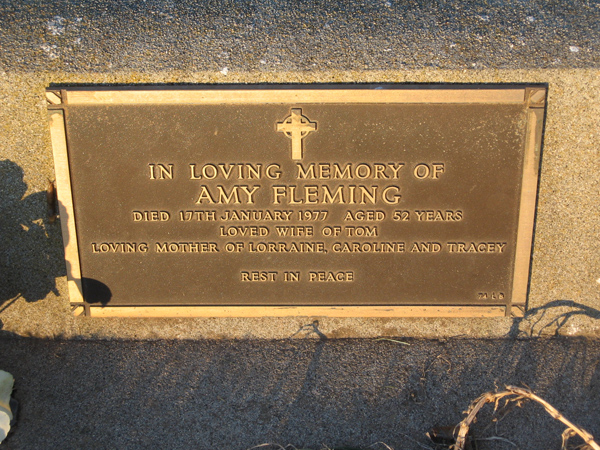 IN LOVING MEMORY OF
AMY FLEMING
DIED 17TH JANUARY 1977 AGED 52 YEARS
LOVED WIFE OF TOM
LOVING MOTHER OF LORRAINE, CAROLINE AND TRACEY
REST IN PEACE